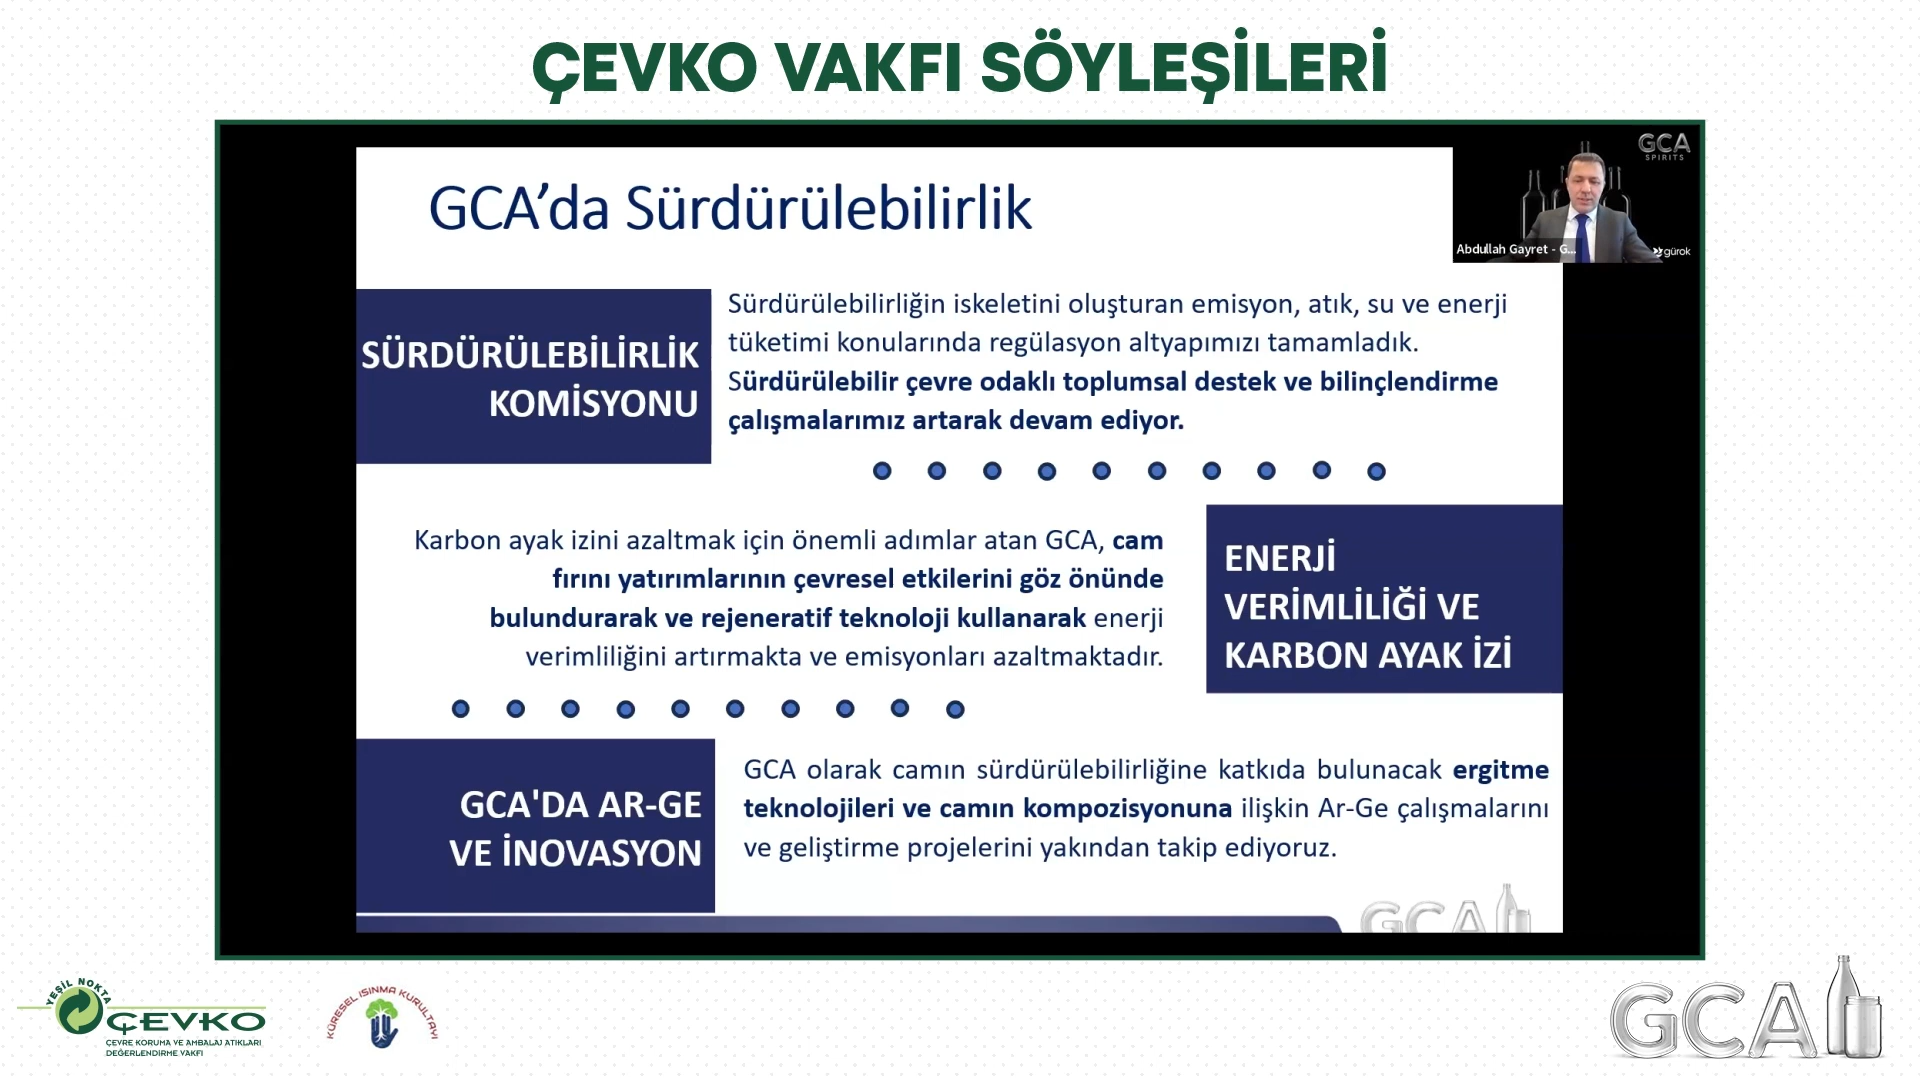 ÇEVKO VAKFI SÖYLEŞİLERİ
GCA
SPIRITS
Abdullah Gayret - G...
gürok
GCA’da Sürdürülebilirlik
SÜRDÜRÜLEBİLİRLİK
KOMİSYONU
Sürdürülebilirliğin iskeletini oluşturan emisyon, atık, su ve enerji
tüketimi konularında regülasyon altyapımızı tamamladık.
Sürdürülebilir çevre odaklı toplumsal destek ve bilinçlendirme
çalışmalarımız artarak devam ediyor.
Karbon ayak izini azaltmak için önemli adımlar atan GCA, cam
fırını yatırımlarının çevresel etkilerini göz önünde
bulundurarak ve rejeneratif teknoloji kullanarak enerji
verimliliğini artırmakta ve emisyonları azaltmaktadır.
ENERJİ
VERİMLİLİĞİ VE
KARBON AYAK İZİ
GCA'DA AR-GE
VE İNOVASYON
GCA olarak camın sürdürülebilirliğine katkıda bulunacak ergitme
teknolojileri ve camın kompozisyonuna ilişkin Ar-Ge çalışmalarını
ve geliştirme projelerini yakından takip ediyoruz.
GCA
YEŞİL NOKTA
ÇEVKO
ÇEVRE KORUMA VE AMBALAJ ATIKLARI
DEĞERLENDİRME VAKFI
KÜRESEL ISINMA KURULTAYI
GCA